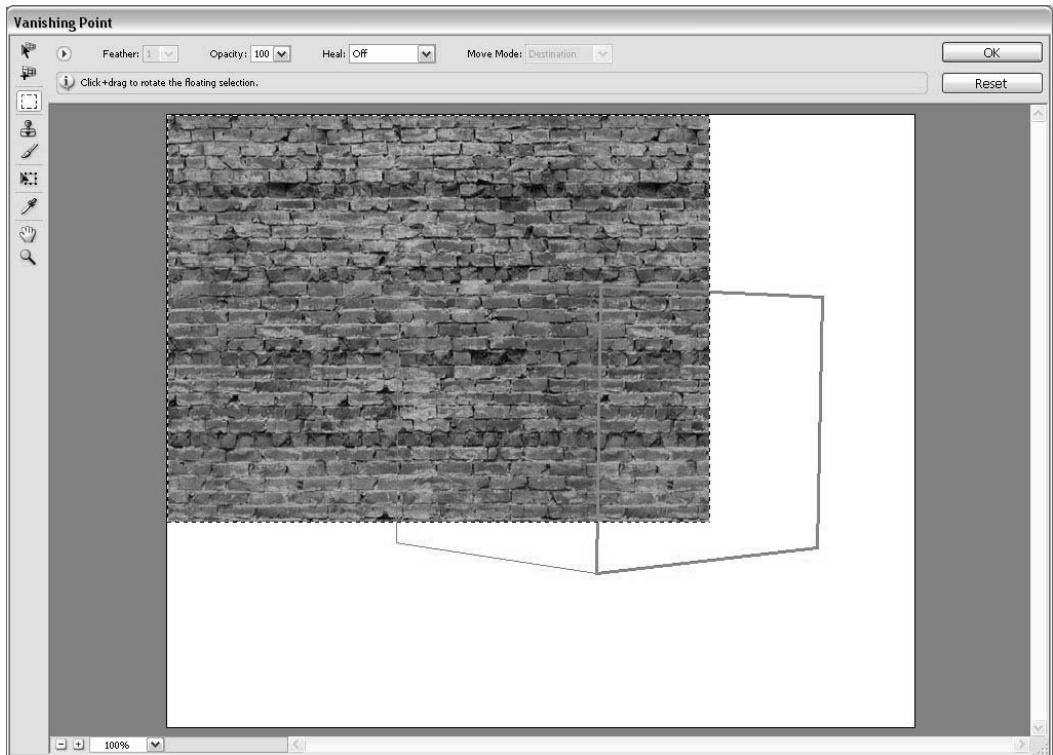 Vanishing Point
Feather: 1 Opacity: 100 Heal: Off Move Mode: Destination
OK
Click+drag to rotate the floating selection.
Reset
100%